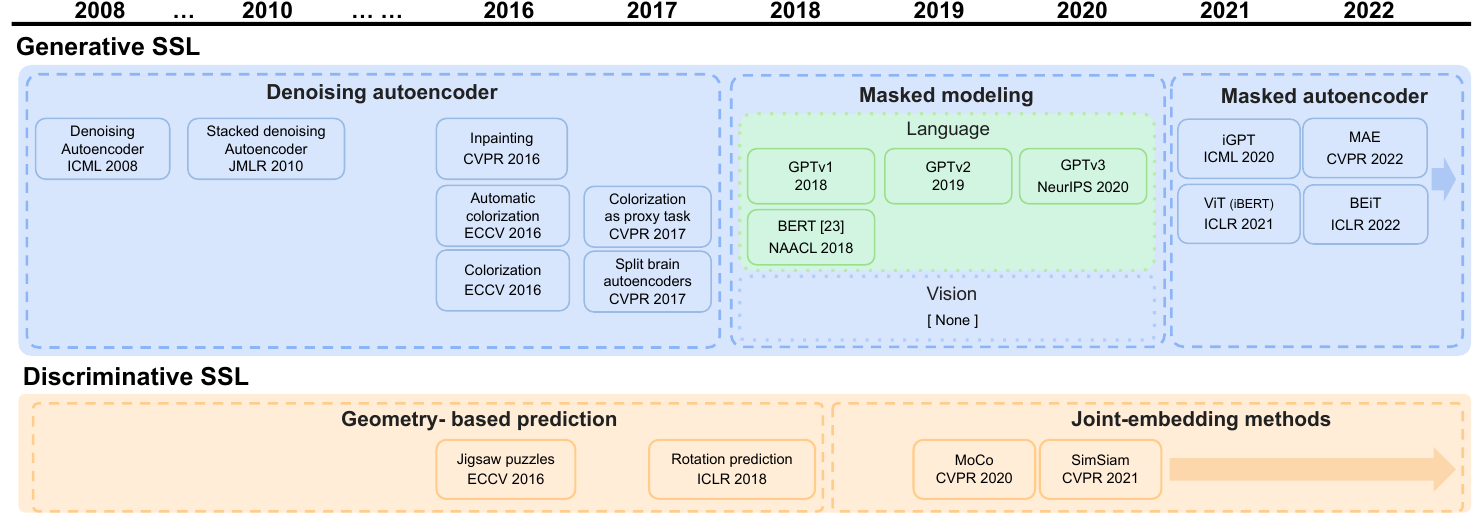 2008 ... 2010 ... ... 2016 2017 2018 2019 2020 2021 2022
Generative SSL
Denoising autoencoder
Denoising
Autoencoder
ICML 2008
Stacked denoising
Autoencoder
JMLR 2010
Inpainting
CVPR 2016
Automatic
colorization
ECCV 2016
Colorization
as proxy task
CVPR 2017
Colorization
ECCV 2016
Split brain
autoencoders
CVPR 2017
Masked modeling
Language
GPTv1
2018
GPTv2
2019
GPTv3
NeurIPS 2020
BERT [23]
NAACL 2018
Vision
[ None ]
Masked autoencoder
iGPT
ICML 2020
MAE
CVPR 2022
ViT (iBERT)
ICLR 2021
BEiT
ICLR 2022
Discriminative SSL
Geometry- based prediction
Jigsaw puzzles
ECCV 2016
Rotation prediction
ICLR 2018
Joint-embedding methods
MoCo
CVPR 2020
SimSiam
CVPR 2021